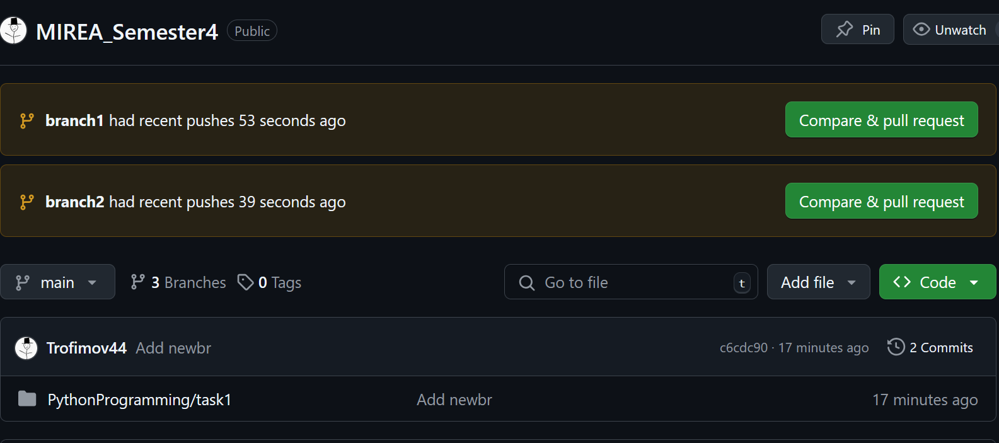 MIREA_Semester4 Public Pin Unwatch
branch1 had recent pushes 53 seconds ago Compare & pull request
branch2 had recent pushes 39 seconds ago Compare & pull request
main 3 Branches 0 Tags Go to file t Add file Code
Trofimov44 Add newbr c6cdc90 · 17 minutes ago 2 Commits
PythonProgramming/task1 Add newbr 17 minutes ago